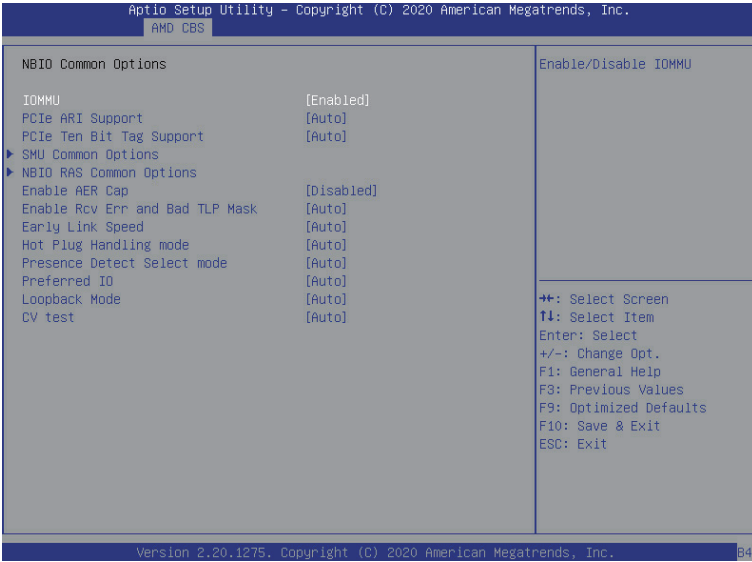 Aptio Setup Utility – Copyright (C) 2020 American Megatrends, Inc.
AMD CBS
NBIO Common Options
IOMMU [Enabled]
PCIe ARI Support [Auto]
PCIe Ten Bit Tag Support [Auto]
▶ SMU Common Options
▶ NBIO RAS Common Options
Enable AER Cap [Disabled]
Enable Rcv Err and Bad TLP Mask [Auto]
Early Link Speed [Auto]
Hot Plug Handling mode [Auto]
Presence Detect Select mode [Auto]
Preferred IO [Auto]
Loopback Mode [Auto]
CV test [Auto]
Enable/Disable IOMMU
→←: Select Screen
↑↓: Select Item
Enter: Select
+/-: Change Opt.
F1: General Help
F3: Previous Values
F9: Optimized Defaults
F10: Save & Exit
ESC: Exit
Version 2.20.1275. Copyright (C) 2020 American Megatrends, Inc.
B4